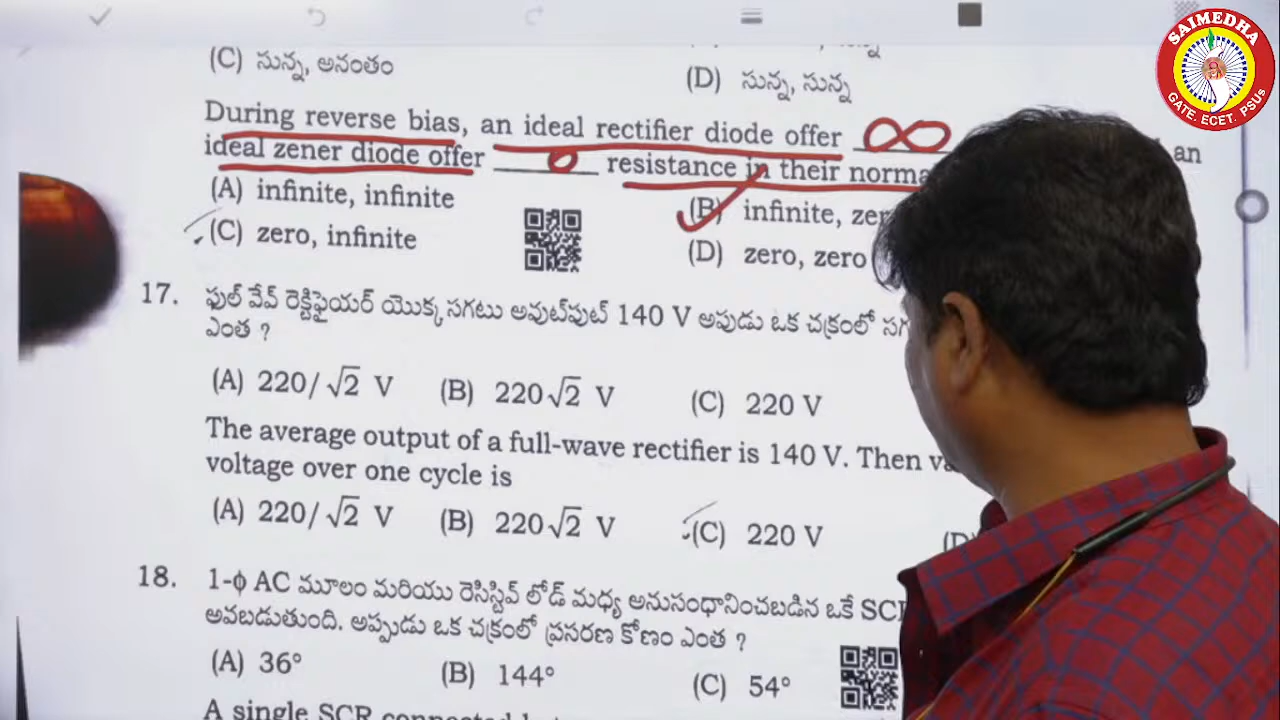 (C) సున్న, అనంతం
(D) సున్న, సున్న
During reverse bias, an ideal rectifier diode offer ∞ an
ideal zener diode offer 0 resistance in their
(A) infinite, infinite
(B) infinite,
(C) zero, infinite
(D) zero, zero
17. ఫుల్ వేవ్ రెక్టిఫైయర్ యొక్క సగటు అవుట్‌పుట్ 140 V అపుడు ఒక చక్రంలో
ఎంత ?
(A) 220/√2 V (B) 220√2 V (C) 220 V
The average output of a full-wave rectifier is 140 V. Then
voltage over one cycle is
(A) 220/√2 V (B) 220√2 V (C) 220 V (D)
18. 1-ϕ AC మూలం మరియు రెసిస్టివ్ లోడ్ మధ్య అనుసంధానించబడిన ఒకే
అవబడుతుంది. అప్పుడు ఒక చక్రంలో ప్రసరణ కోణం ఎంత ?
(A) 36° (B) 144° (C) 54°
A single SCR connected
SAIMEDHA
GATE. ECET. PSUs